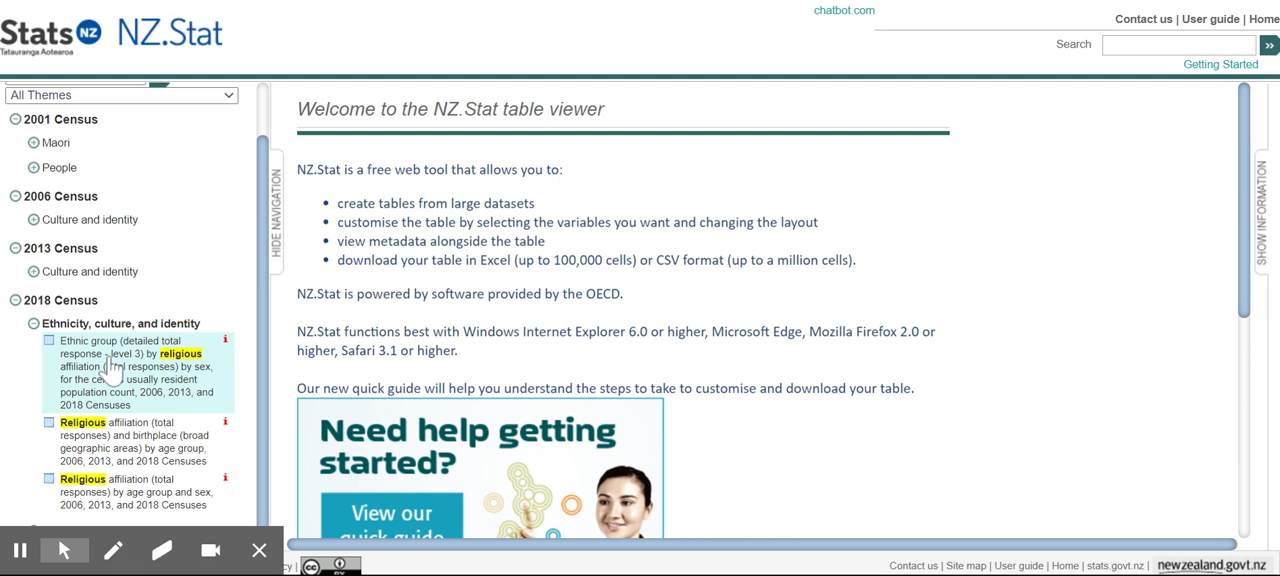 chatbot.com
Stats NZ
Tatauranga Aotearoa
NZ.Stat
Contact us | User guide | Home
Search
»
Getting Started
All Themes
2001 Census
Maori
People
2006 Census
Culture and identity
2013 Census
Culture and identity
2018 Census
Ethnicity, culture, and identity
Ethnic group (detailed total
response - level 3) by religious
affiliation (total responses) by sex,
for the census usually resident
population count, 2006, 2013, and
2018 Censuses
Religious affiliation (total
responses) and birthplace (broad
geographic areas) by age group,
2006, 2013, and 2018 Censuses
Religious affiliation (total
responses) by age group and sex,
2006, 2013, and 2018 Censuses
HIDE NAVIGATION
Welcome to the NZ.Stat table viewer
NZ.Stat is a free web tool that allows you to:
• create tables from large datasets
• customise the table by selecting the variables you want and changing the layout
• view metadata alongside the table
• download your table in Excel (up to 100,000 cells) or CSV format (up to a million cells).
NZ.Stat is powered by software provided by the OECD.
NZ.Stat functions best with Windows Internet Explorer 6.0 or higher, Microsoft Edge, Mozilla Firefox 2.0 or
higher, Safari 3.1 or higher.
Our new quick guide will help you understand the steps to take to customise and download your table.
Need help getting
started?
View our
quick guide
SHOW INFORMATION
cy |
cc
BY
Contact us | Site map | User guide | Home | stats.govt.nz |
newzealand.govt.nz